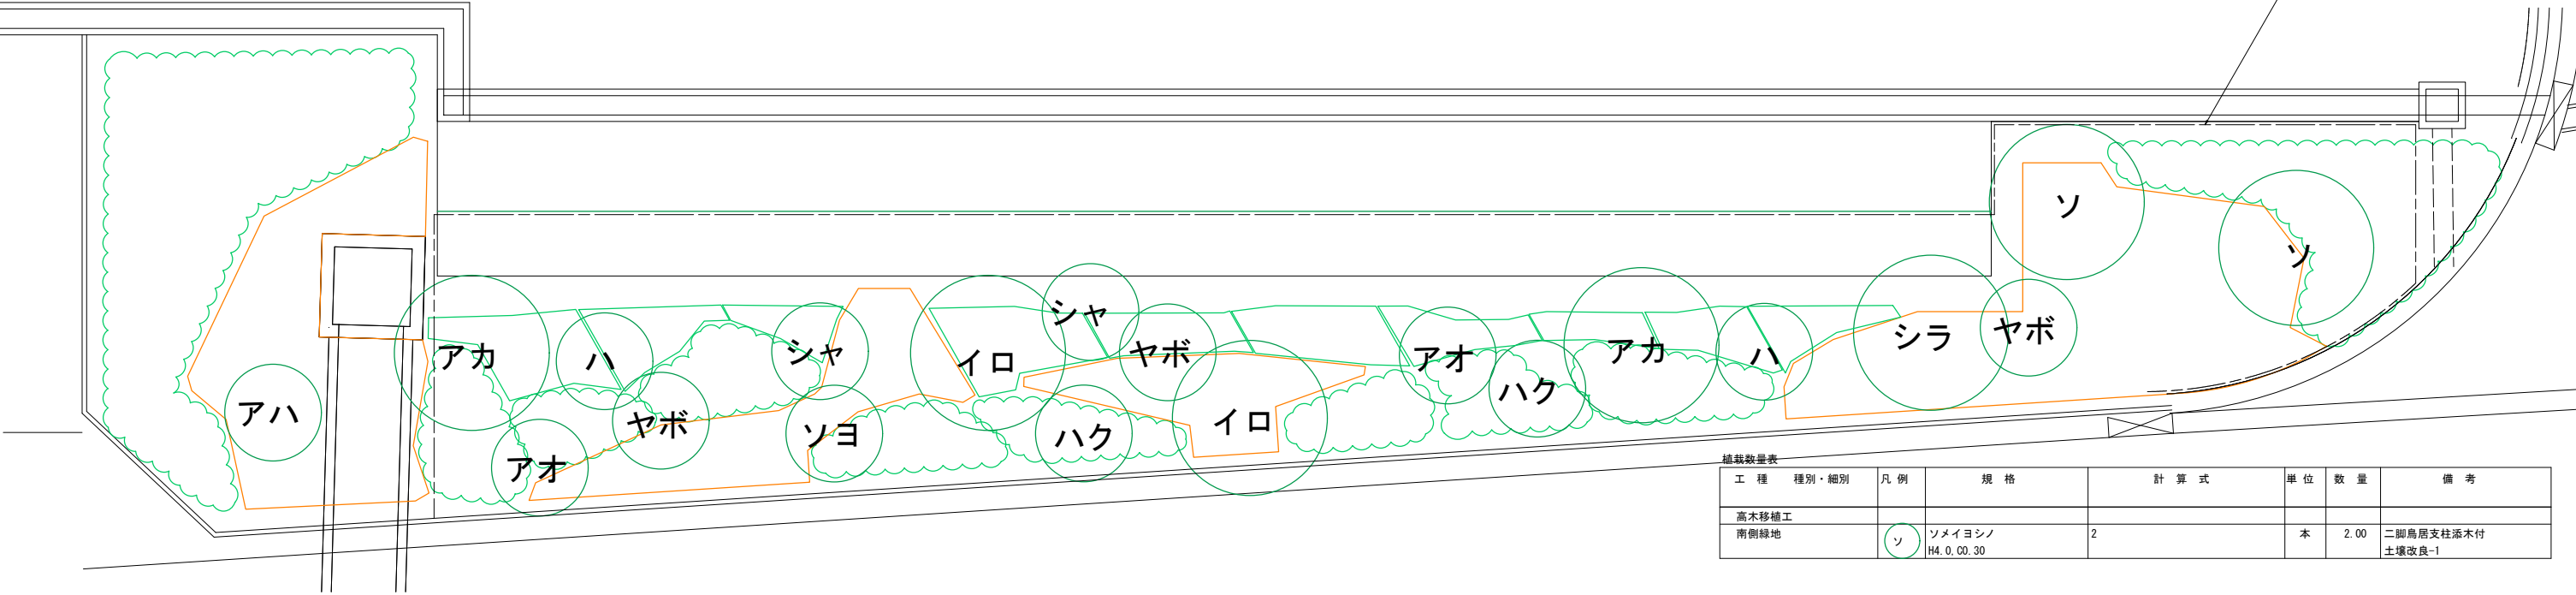 ソ
ソ
シャ
シラ
ヤボ
アカ
ハ
シャ
イロ
ヤボ
アオ
アカ
ハ
ハク
アハ
ヤボ
ソヨ
ハク
イロ
アオ
植栽数量表
工 種 種別・細別 凡 例 規 格 計 算 式 単 位 数 量 備 考
高木移植工
南側緑地 ソ ソメイヨシノ 2 本 2.00 二脚鳥居支柱添木付
H4.0,C0.30 土壌改良-1